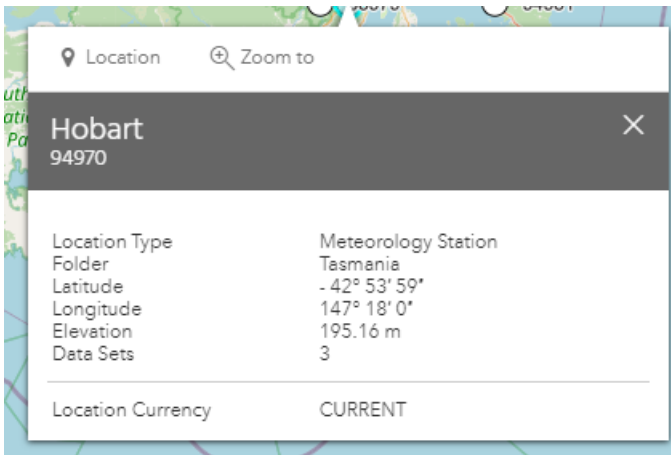 Location Zoom to
Hobart
94970
Location Type Meteorology Station
Folder Tasmania
Latitude - 42° 53′ 59″
Longitude 147° 18′ 0″
Elevation 195.16 m
Data Sets 3
Location Currency CURRENT